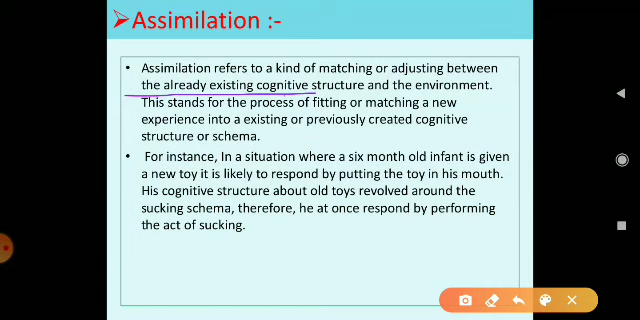 ➢Assimilation :-
• Assimilation refers to a kind of matching or adjusting between
the already existing cognitive structure and the environment.
This stands for the process of fitting or matching a new
experience into a existing or previously created cognitive
structure or schema.
• For instance, In a situation where a six month old infant is given
a new toy it is likely to respond by putting the toy in his mouth.
His cognitive structure about old toys revolved around the
sucking schema, therefore, he at once respond by performing
the act of sucking.